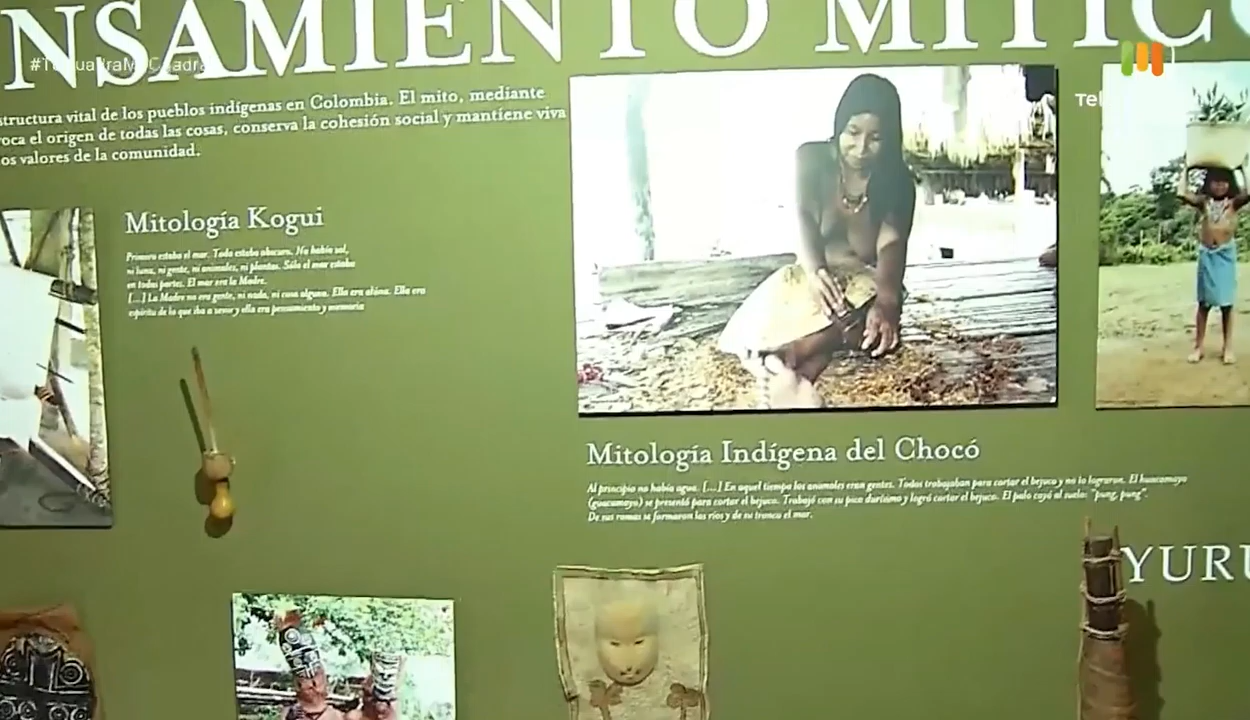 NSAMIENTO MÍTIC
structura vital de los pueblos indígenas en Colombia. El mito, mediante
voca el origen de todas las cosas, conserva la cohesión social y mantiene viva
os valores de la comunidad.
Mitología Kogui
Primero estaba el mar. Todo estaba obscuro. No había sol,
ni luna, ni gente, ni animales, ni plantas. Sólo el mar estaba
en todas partes. El mar era la Madre.
[...] La Madre no era gente, ni nada, ni cosa alguna. Ella era alúna. Ella era
espíritu de lo que iba a venir y ella era pensamiento y memoria
Mitología Indígena del Chocó
Al principio no había agua. [...] En aquel tiempo los animales eran gentes. Todos trabajaban para cortar el bejuco y no lo lograron. El huacamayo
(guacamayo) se presentó para cortar el bejuco. Trabajó con su pico durísimo y logró cortar el bejuco. El palo cayó al suelo: "pung, pung".
De sus ramas se formaron los ríos y de su tronco el mar.
YURU
Tel